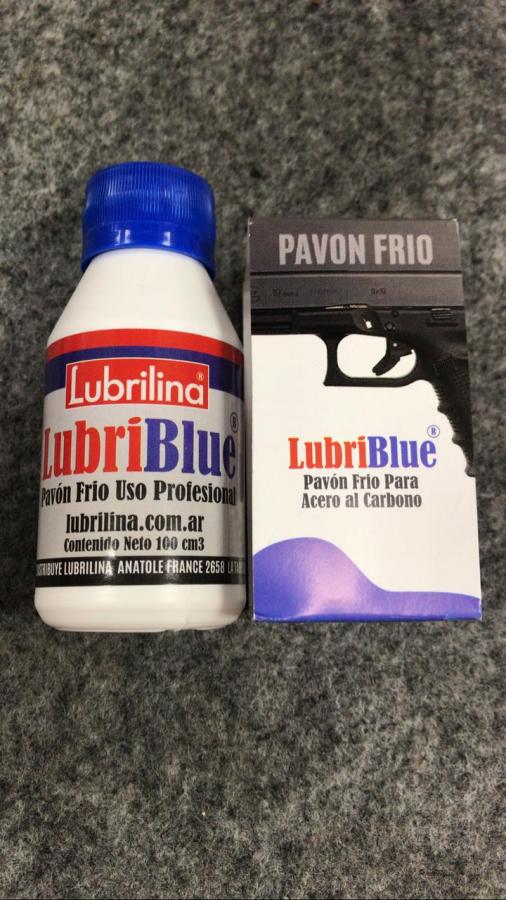 Lubrilina®
LubriBlue®
Pavón Frio Uso Profesional
lubrilina.com.ar
Contenido Neto 100 cm3
LUBRILINA ANATOLE FRANCE 2658
PAVON FRIO
LubriBlue®
Pavón Frio Para
Acero al Carbono